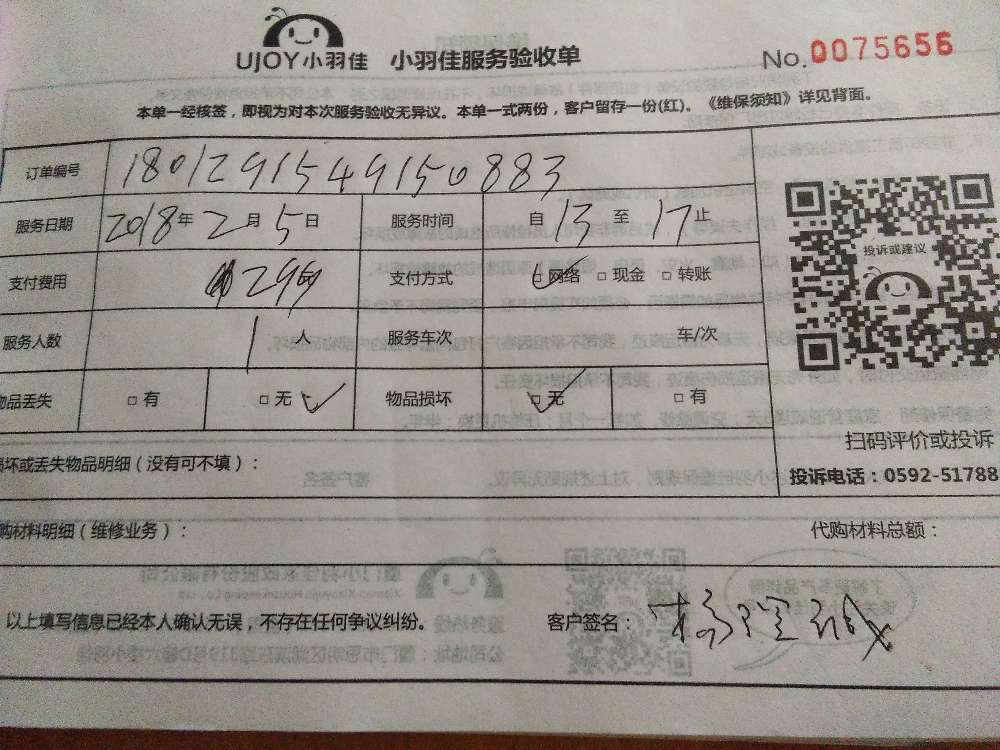 UJOY小羽佳 小羽佳服务验收单 No.0075656
本单一经核签，即视为对本次服务验收无异议。本单一式两份，客户留存一份(红)。《维保须知》详见背面。
订单编号 1801291549150883
服务日期 2018年2月5日 服务时间 自13至17止
支付费用 299 支付方式 □网络 □现金 □转账
服务人数 1人 服务车次 车/次
物品丢失 □有 □无 物品损坏 □无 □有
投诉或建议
扫码评价或投诉
坏或丢失物品明细（没有可不填）：
投诉电话：0592-51788
购材料明细（维修业务）： 代购材料总额：
以上填写信息已经本人确认无误，不存在任何争议纠纷。 客户签名：